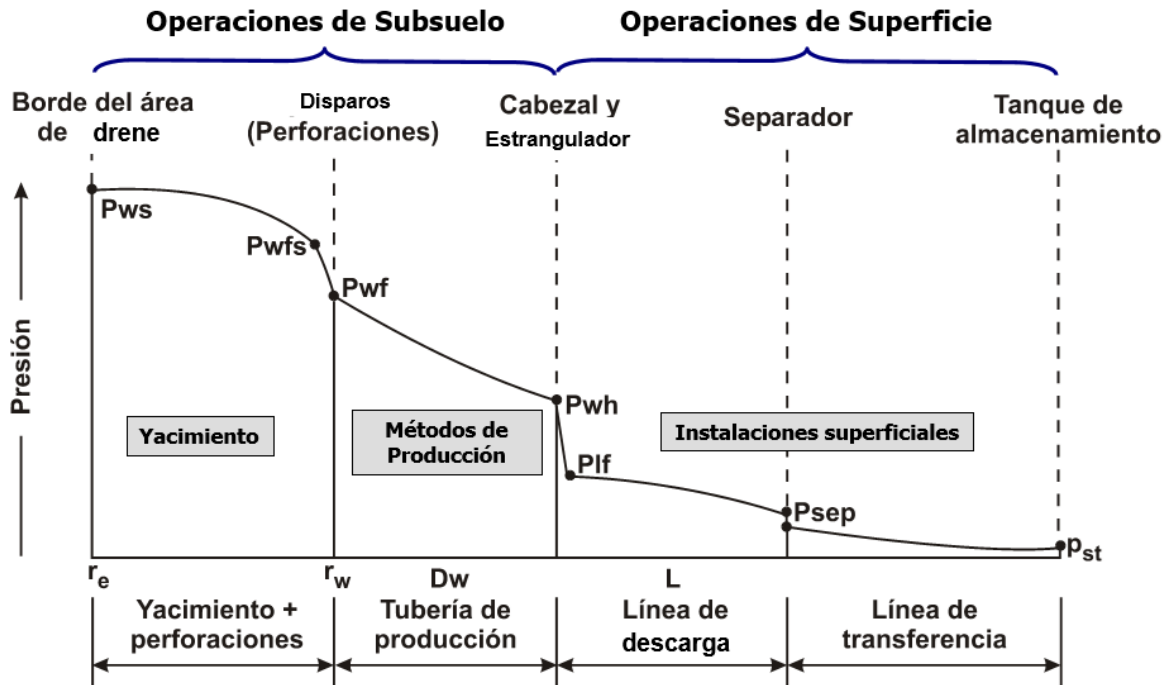 Operaciones de Subsuelo
Operaciones de Superficie
Borde del área
de drene
Disparos
(Perforaciones)
Cabezal y
Estrangulador
Separador
Tanque de
almacenamiento
Presión
Pws
Pwfs
Pwf
Pwh
Plf
Psep
pst
Yacimiento
Métodos de
Producción
Instalaciones superficiales
re
rw
Dw
L
Yacimiento +
perforaciones
Tubería de
producción
Línea de
descarga
Línea de
transferencia